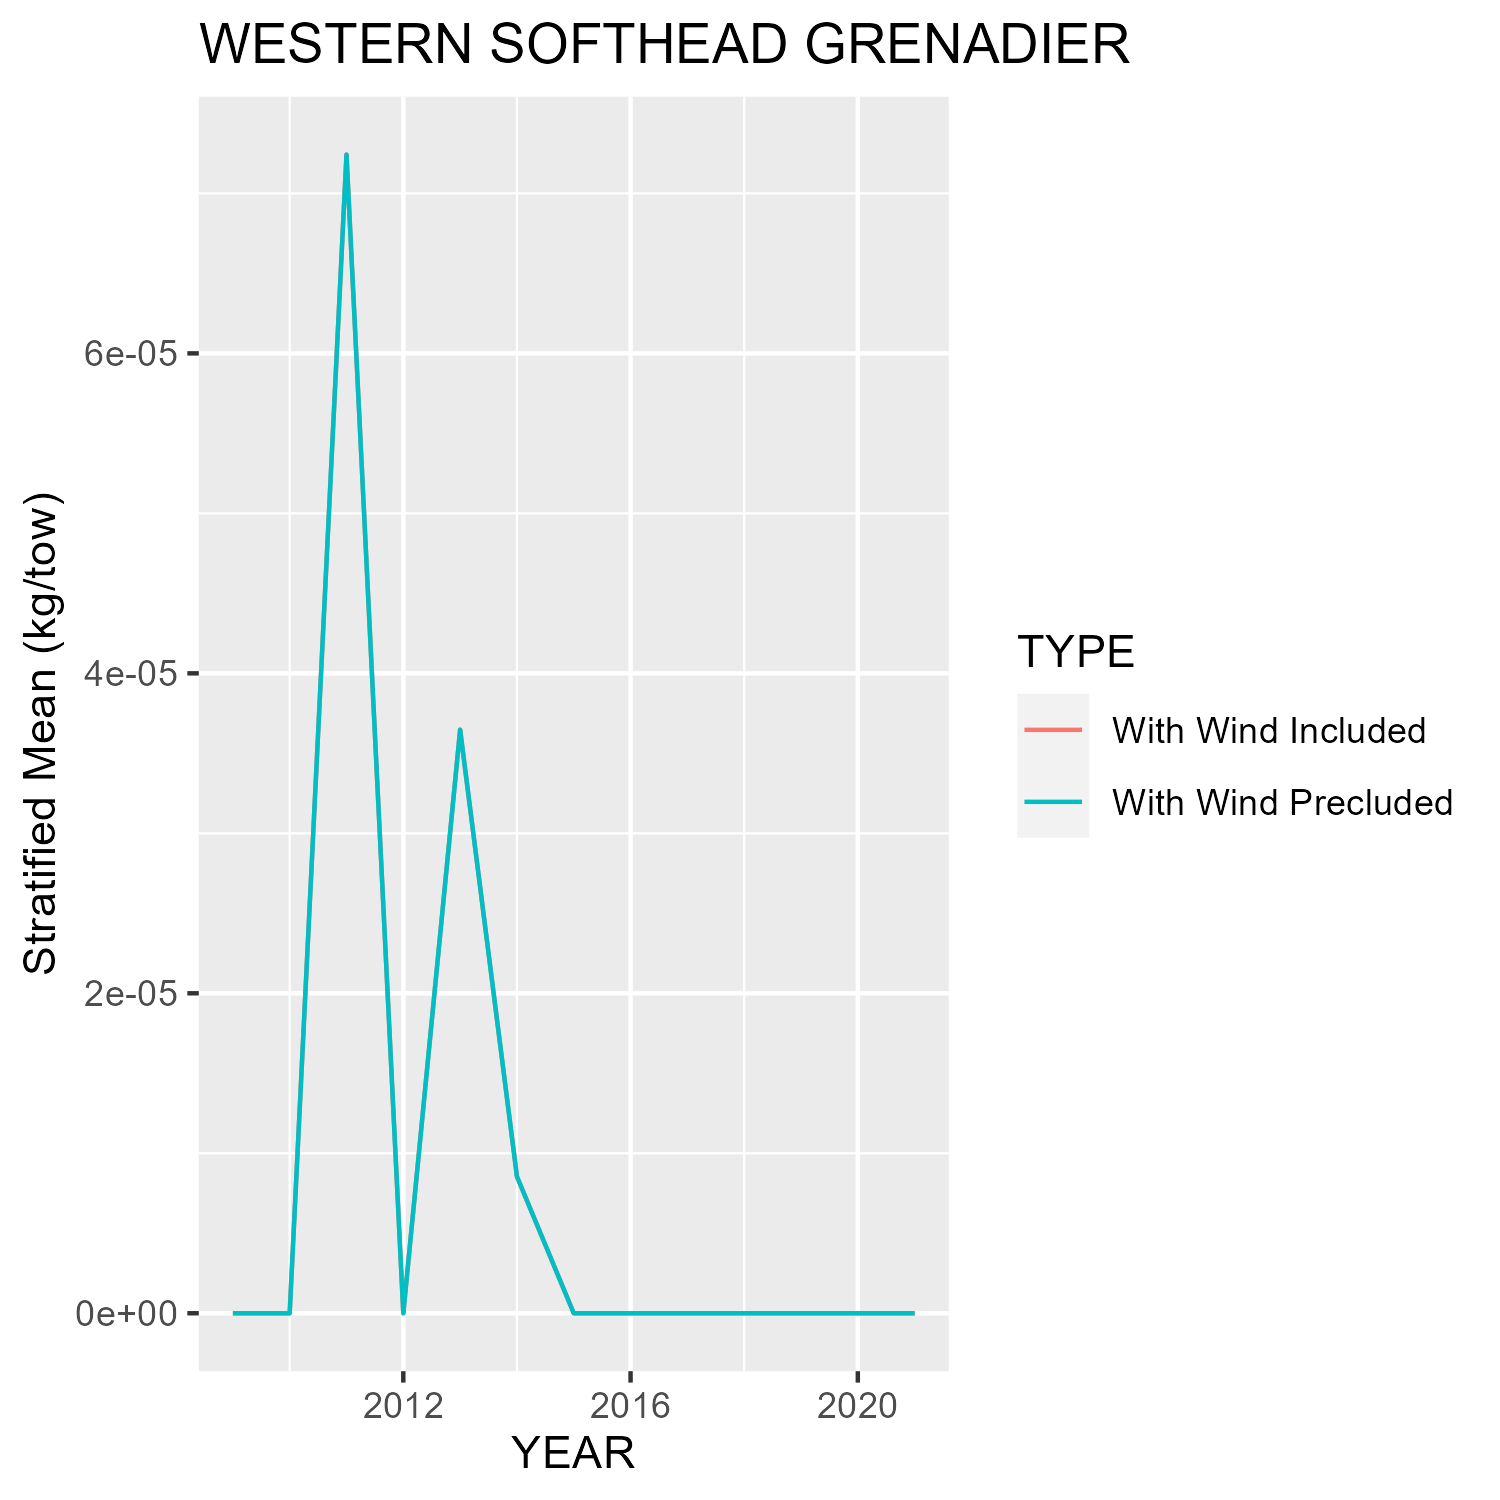 WESTERN SOFTHEAD GRENADIER
Stratified Mean (kg/tow)
6e-05
4e-05
2e-05
0e+00
2012
2016
2020
YEAR
TYPE
With Wind Included
With Wind Precluded